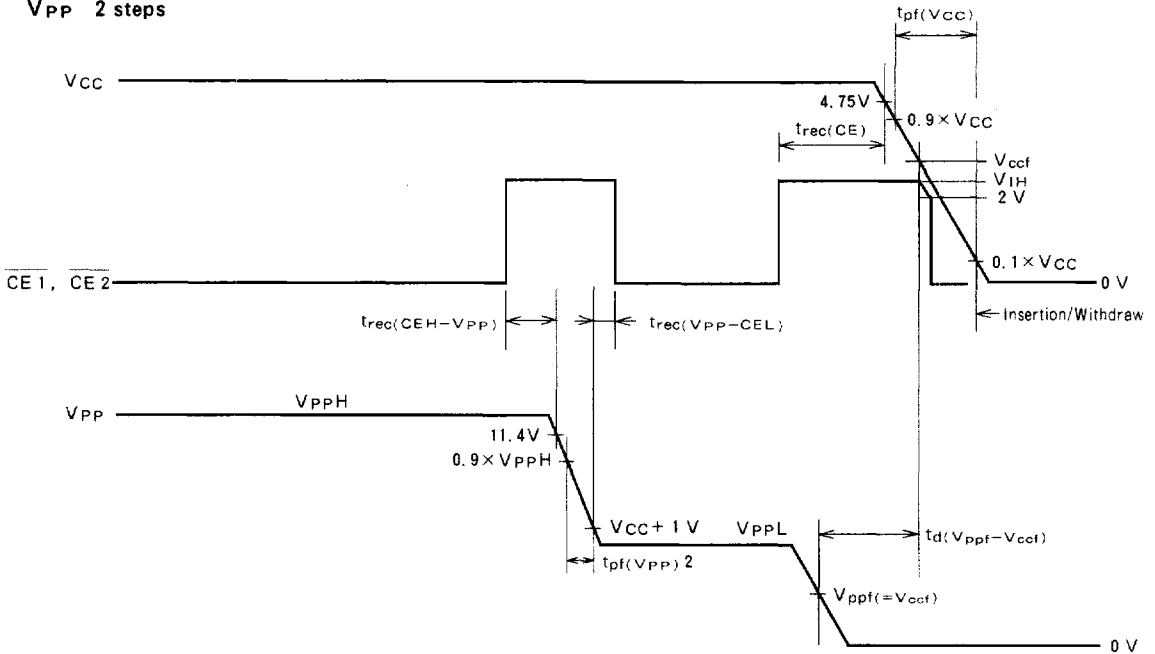 VPP 2 steps
tpf(VCC)
VCC
4.75V
0.9×VCC
trec(CE)
Vccf
VIH
2 V
0.1×VCC
CE1, CE2
0 V
Insertion/Withdraw
trec(CEH−VPP)
trec(VPP−CEL)
VPP
VPPH
11.4V
0.9×VPPH
VCC+1 V
VPPL
td(Vppf−Vccf)
tpf(VPP)2
Vppf(=Vccf)
0 V